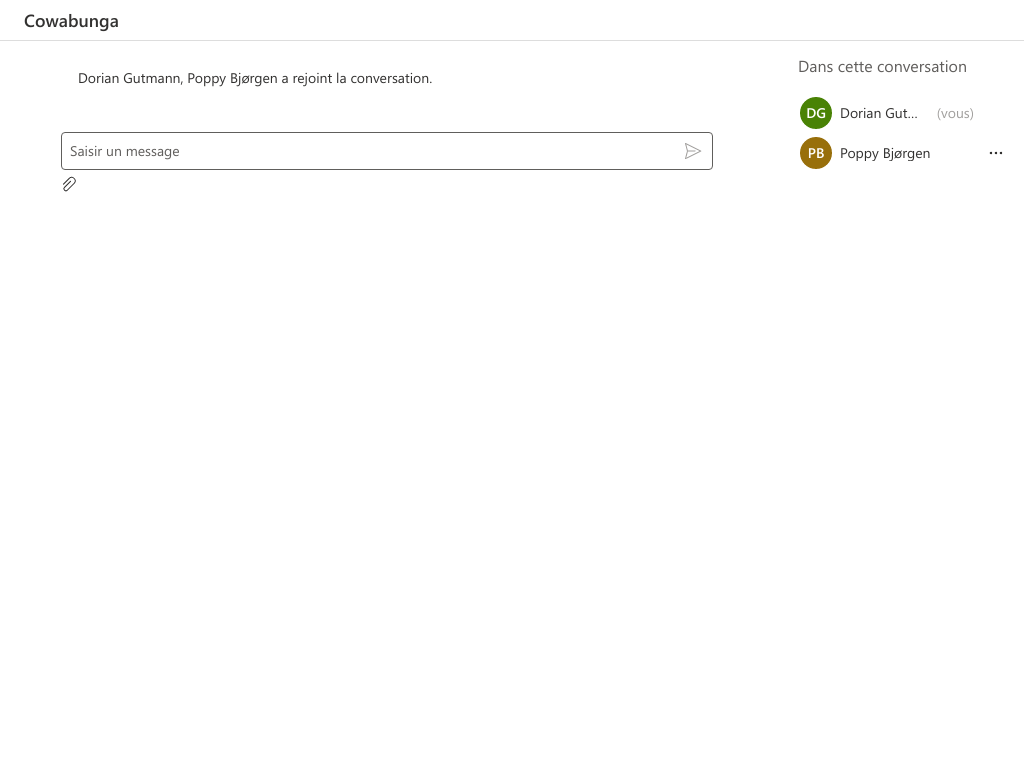 Cowabunga
Dorian Gutmann, Poppy Bjørgen a rejoint la conversation.
Saisir un message
Dans cette conversation
DG Dorian Gut... (vous)
PB Poppy Bjørgen